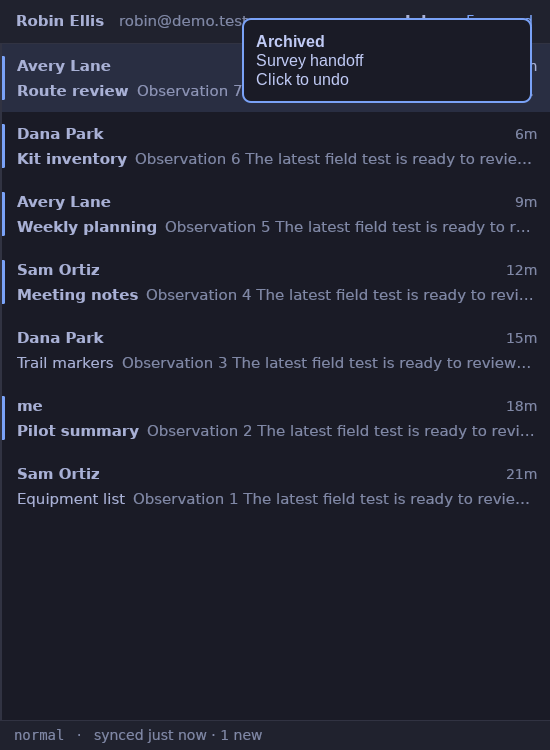 Robin Ellis robin@demo.test
Archived
Survey handoff
Click to undo
Avery Lane
Route review Observation 7
Dana Park 6m
Kit inventory Observation 6 The latest field test is ready to revie…
Avery Lane 9m
Weekly planning Observation 5 The latest field test is ready to r…
Sam Ortiz 12m
Meeting notes Observation 4 The latest field test is ready to revi…
Dana Park 15m
Trail markers Observation 3 The latest field test is ready to review…
me 18m
Pilot summary Observation 2 The latest field test is ready to revi…
Sam Ortiz 21m
Equipment list Observation 1 The latest field test is ready to revie…
normal · synced just now · 1 new